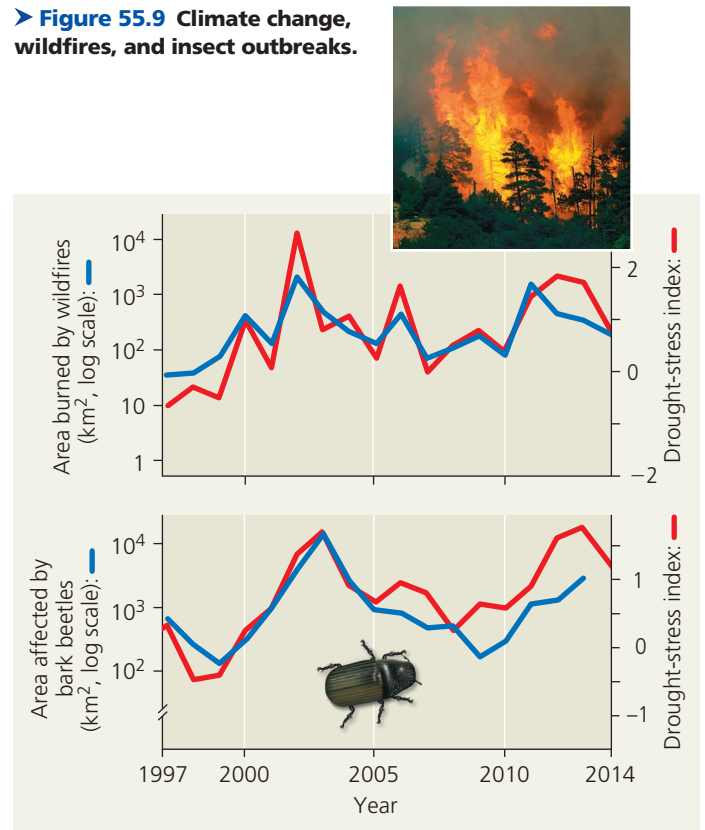 ➤ Figure 55.9 Climate change,
wildfires, and insect outbreaks.
Area burned by wildfires
(km², log scale):
10⁴
10³
10²
10
1
2
0
−2
Drought-stress index:
Area affected by
bark beetles
(km², log scale):
10⁴
10³
10²
1
0
−1
Drought-stress index:
1997 2000 2005 2010 2014
Year